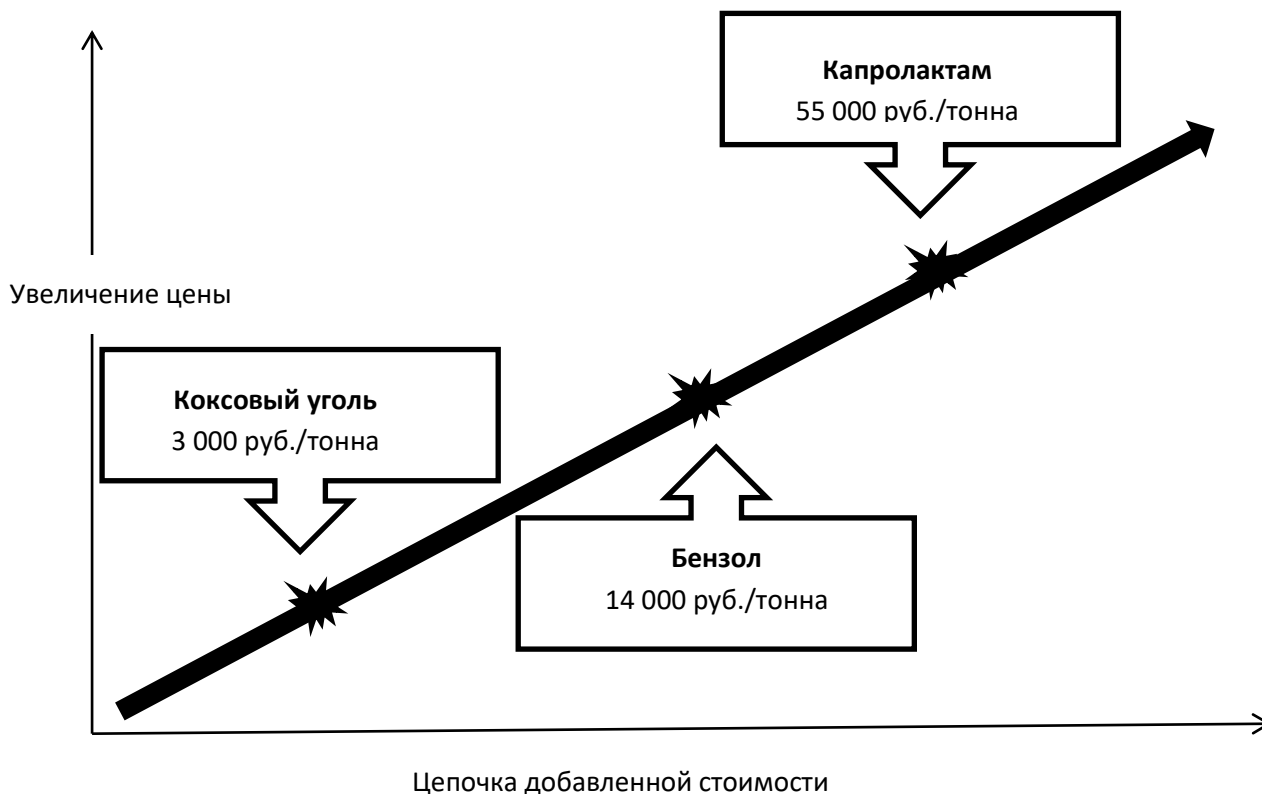 Капролактам
55 000 руб./тонна
Увеличение цены
Коксовый уголь
3 000 руб./тонна
Бензол
14 000 руб./тонна
Цепочка добавленной стоимости